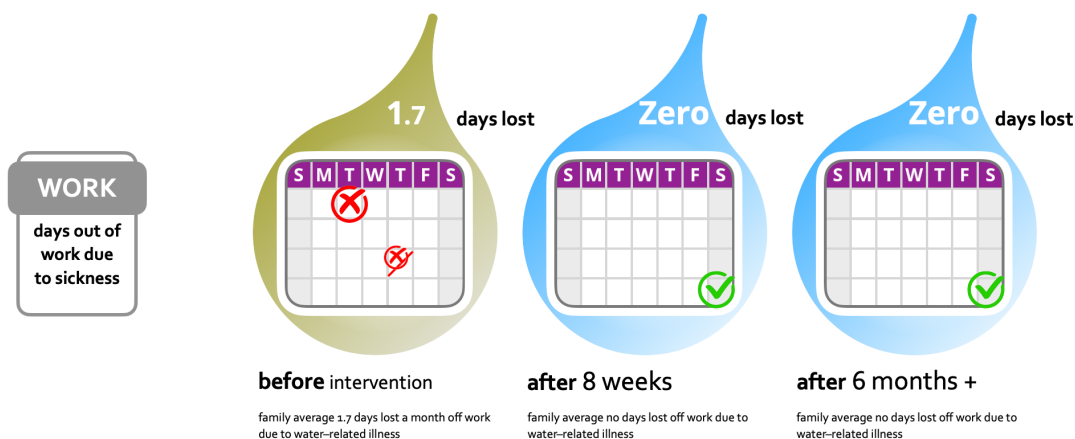 WORK
days out of
work due
to sickness
1.7 days lost
S M T W T F S
before intervention
family average 1.7 days lost a month off work
due to water–related illness
Zero days lost
S M T W T F S
after 8 weeks
family average no days lost off work due to
water–related illness
Zero days lost
S M T W T F S
after 6 months +
family average no days lost off work due to
water–related illness